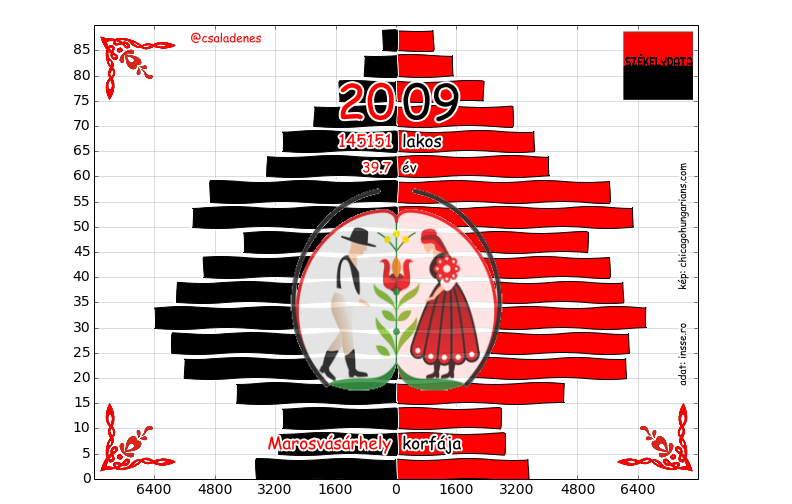 @csaladenes
SZÉKELYDATA
2009
145151 lakos
39.7 év
kép: chicagohungarians.com
adat: insse.ro
Marosvásárhely korfája
85
80
75
70
65
60
55
50
45
40
35
30
25
20
15
10
5
0
6400 4800 3200 1600 0 1600 3200 4800 6400